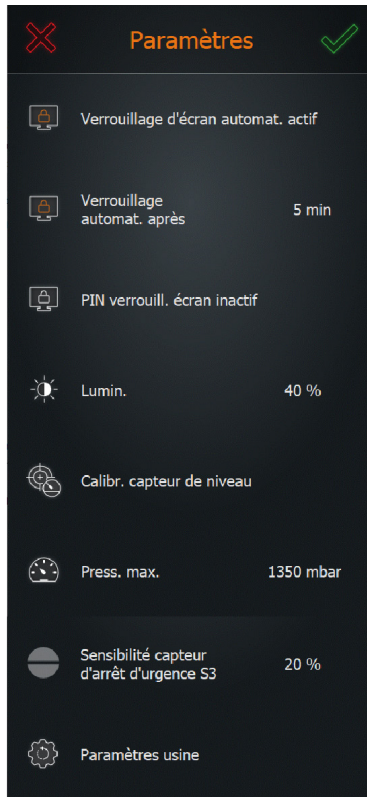 Paramètres
Verrouillage d'écran automat. actif
Verrouillage
automat. après
5 min
PIN verrouill. écran inactif
Lumin.
40 %
Calibr. capteur de niveau
Press. max.
1350 mbar
Sensibilité capteur
d'arrêt d'urgence S3
20 %
Paramètres usine